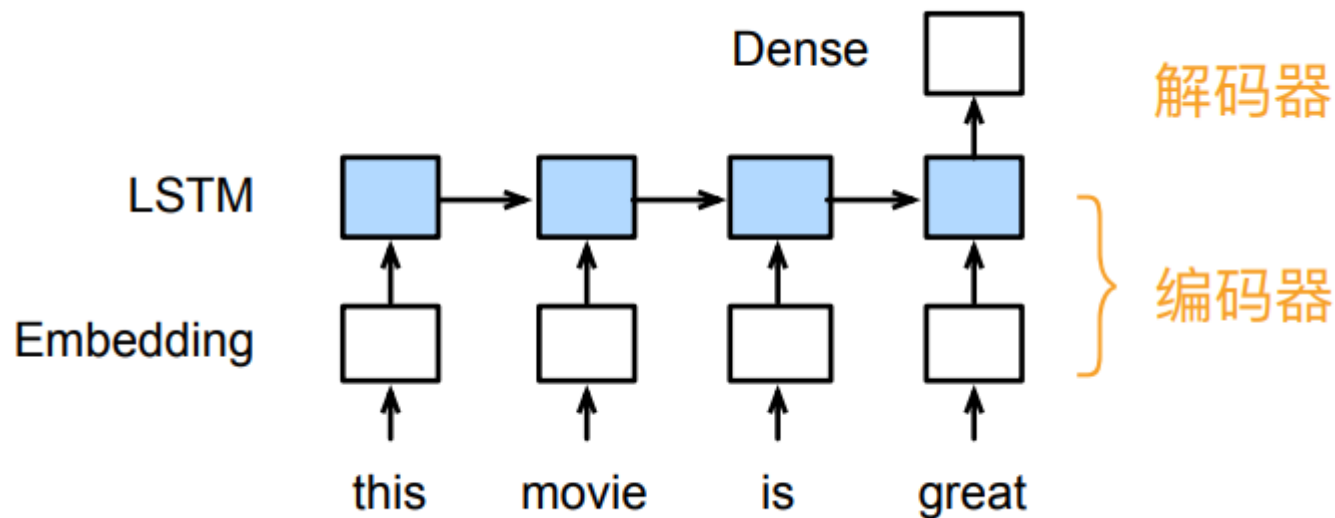 Dense
解码器
LSTM
编码器
Embedding
this movie is great